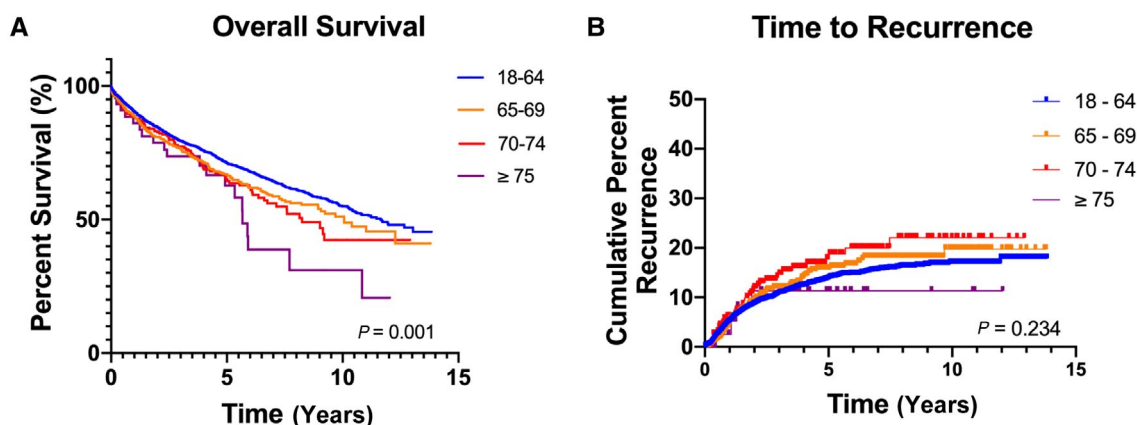 A
Overall Survival
Percent Survival (%)
100
50
0
0
5
10
15
Time (Years)
18-64
65-69
70-74
≥ 75
P = 0.001
B
Time to Recurrence
Cumulative Percent
Recurrence
50
40
30
20
10
0
0
5
10
15
Time (Years)
18 - 64
65 - 69
70 - 74
≥ 75
P = 0.234